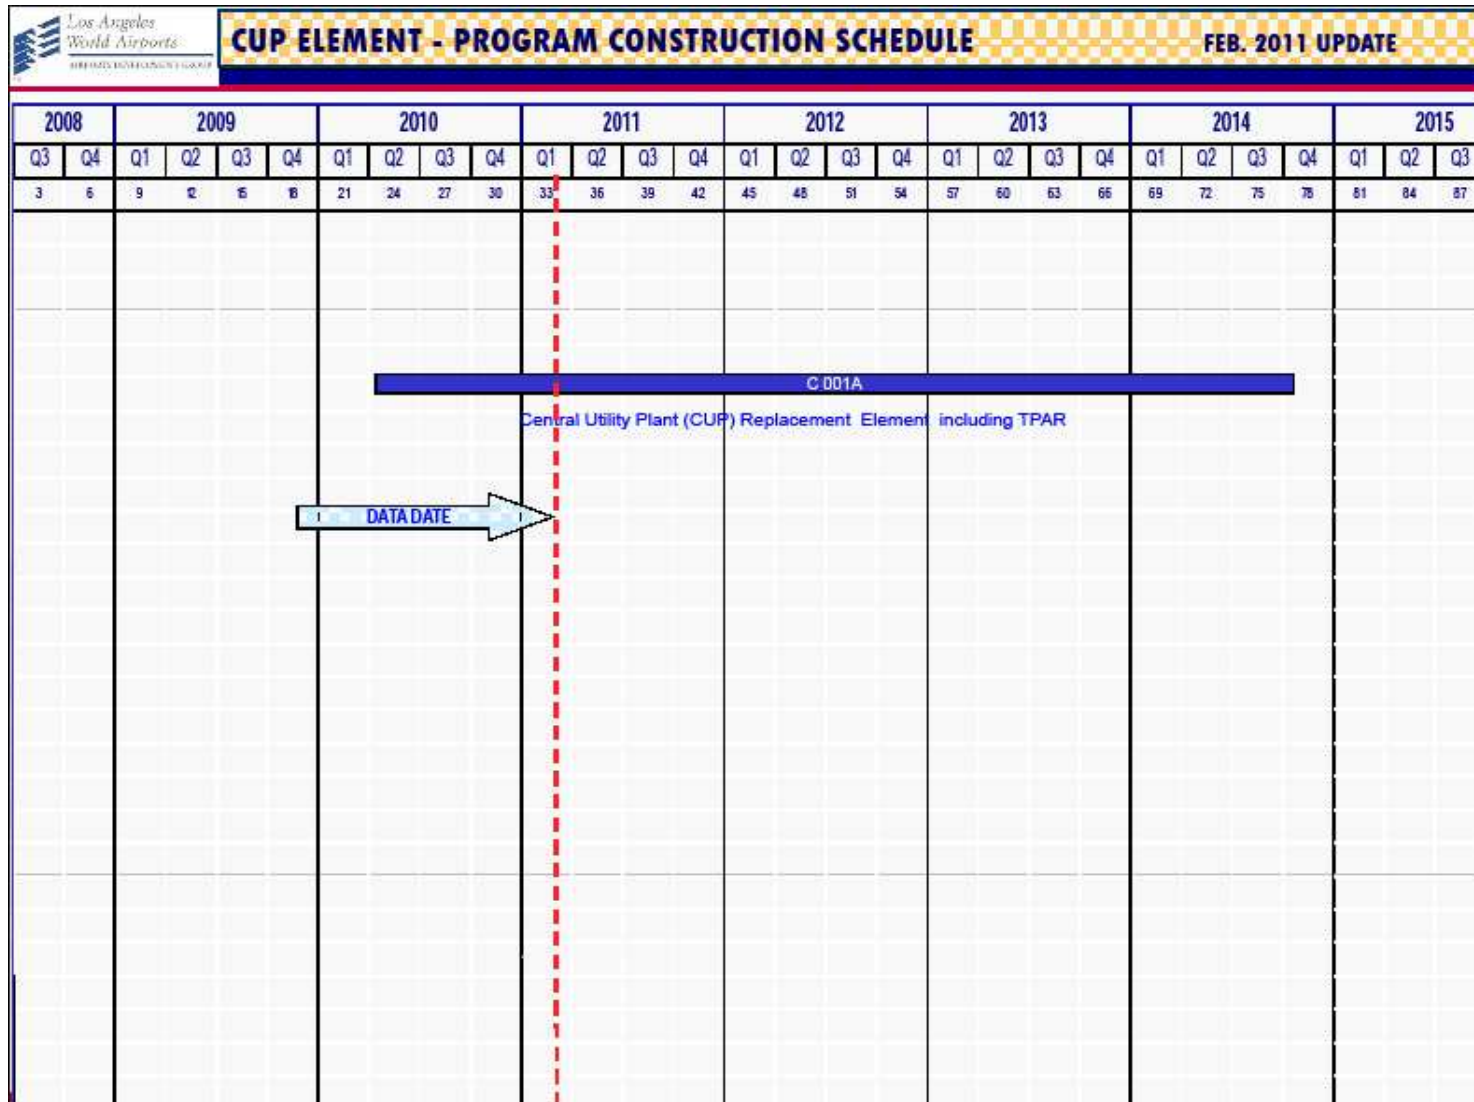 Los Angeles
World Airports
AIRPORTS DEVELOPMENT GROUP
CUP ELEMENT - PROGRAM CONSTRUCTION SCHEDULE FEB. 2011 UPDATE
2008 2009 2010 2011 2012 2013 2014 2015
Q3 Q4 Q1 Q2 Q3 Q4 Q1 Q2 Q3 Q4 Q1 Q2 Q3 Q4 Q1 Q2 Q3 Q4 Q1 Q2 Q3 Q4 Q1 Q2 Q3 Q4 Q1 Q2 Q3
3 6 9 12 15 18 21 24 27 30 33 36 39 42 45 48 51 54 57 60 63 66 69 72 75 78 81 84 87
C 001A
Central Utility Plant (CUP) Replacement Element including TPAR
DATA DATE